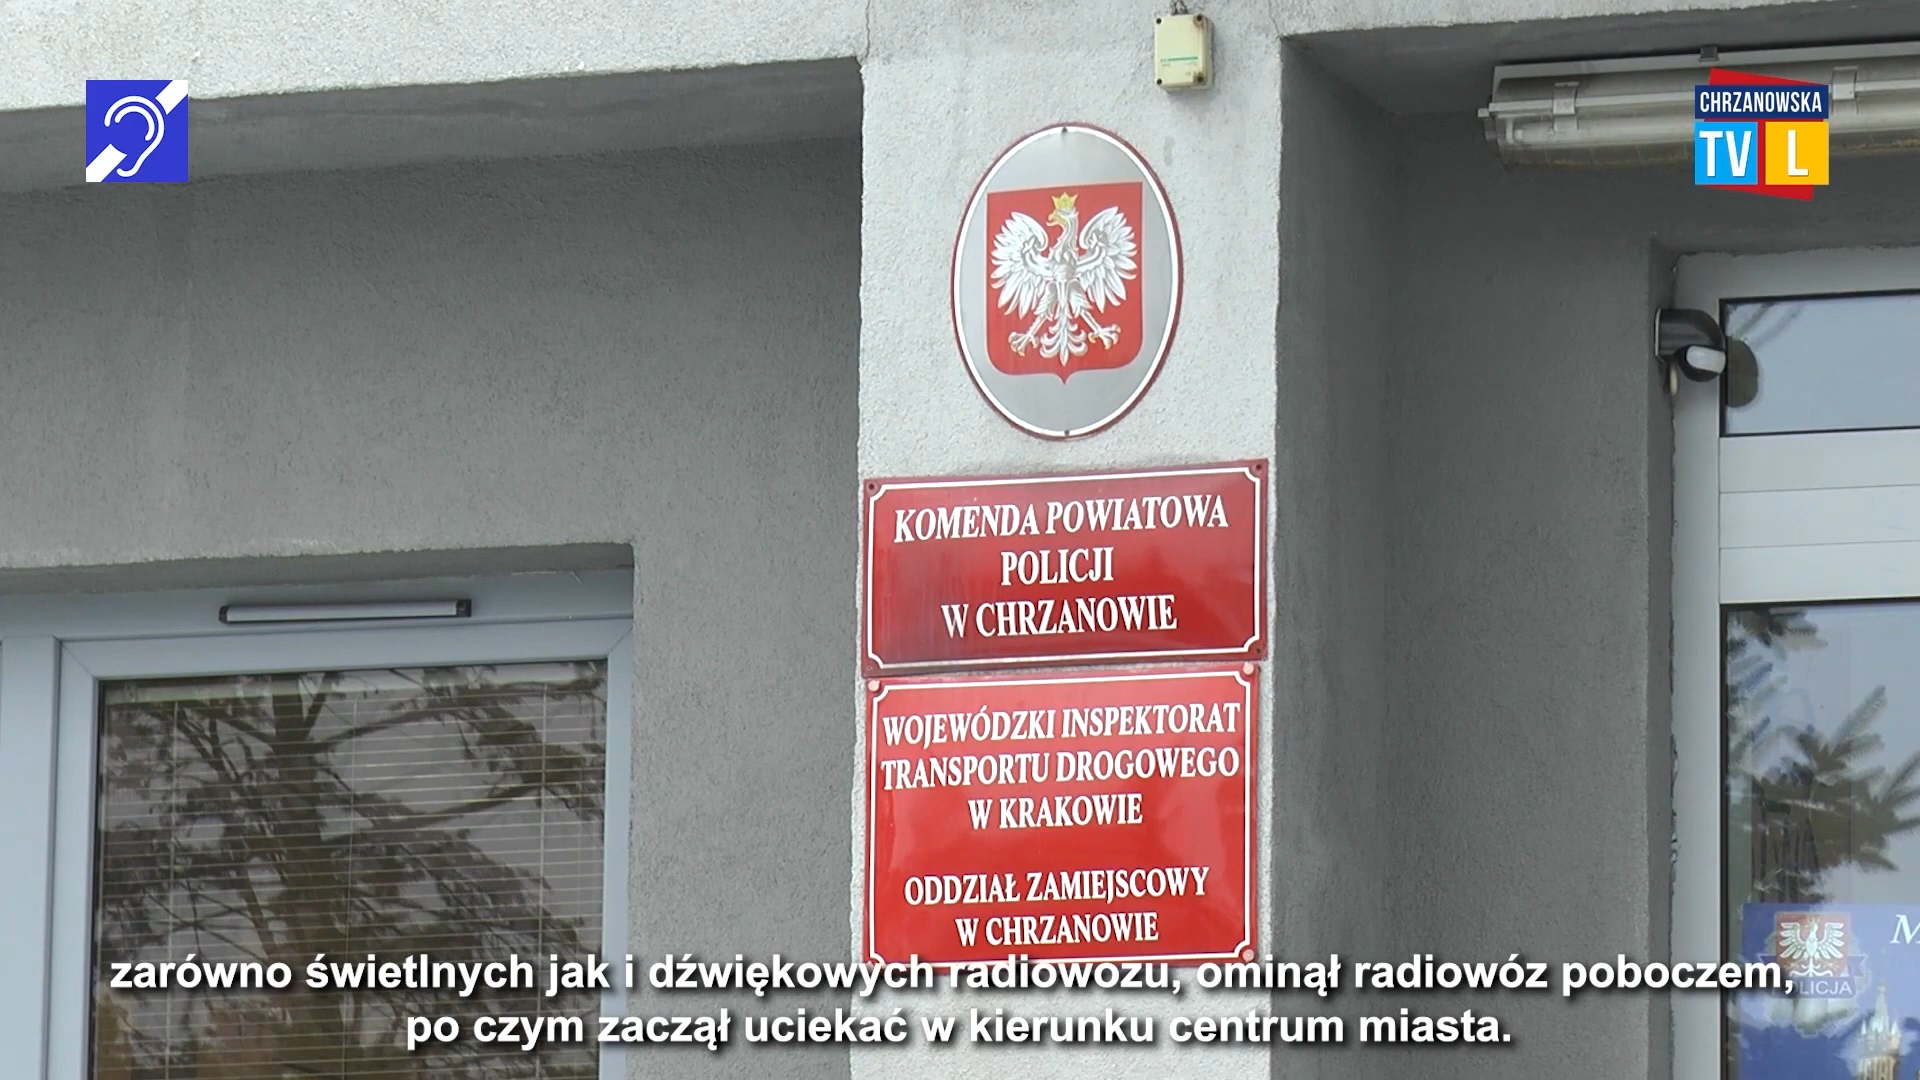 CHRZANOWSKA
TV L
KOMENDA POWIATOWA
POLICJI
W CHRZANOWIE
WOJEWÓDZKI INSPEKTORAT
TRANSPORTU DROGOWEGO
W KRAKOWIE
ODDZIAŁ ZAMIEJSCOWY
W CHRZANOWIE
zarówno świetlnych jak i dźwiękowych radiowozu, ominął radiowóz poboczem,
po czym zaczął uciekać w kierunku centrum miasta.